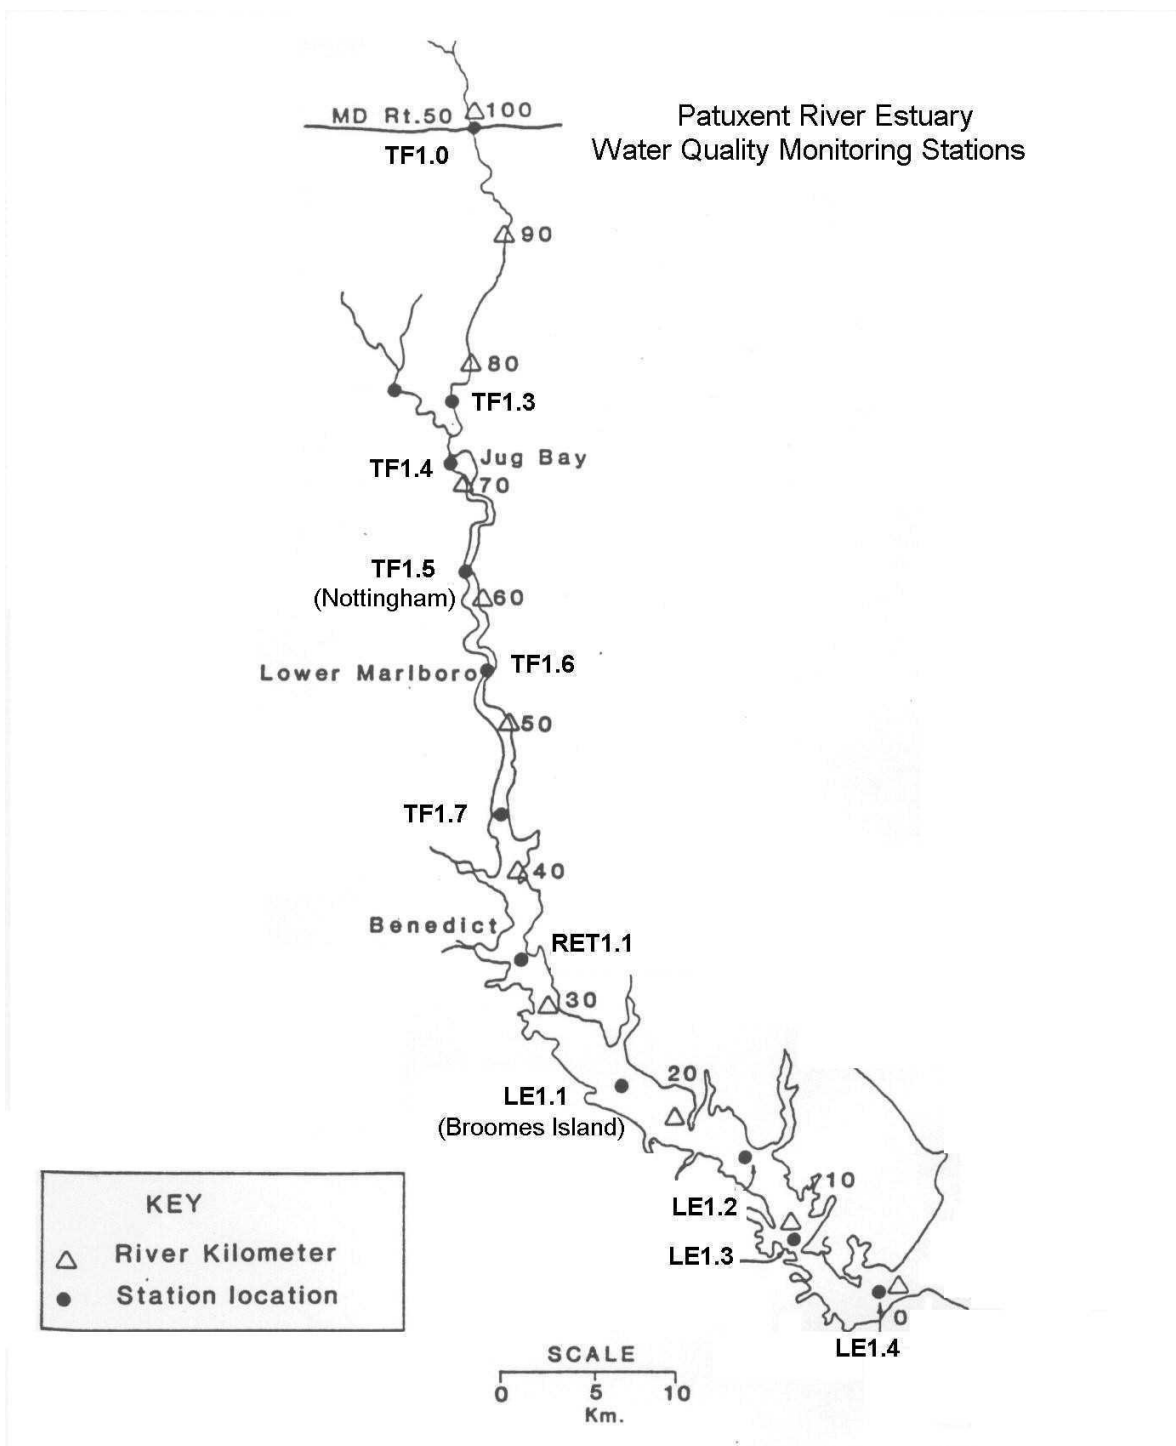 MD Rt.50
100
Patuxent River Estuary
Water Quality Monitoring Stations
TF1.0
90
80
TF1.3
Jug Bay
TF1.4
70
TF1.5
(Nottingham)
60
TF1.6
Lower Marlboro
50
TF1.7
40
Benedict
RET1.1
30
20
LE1.1
(Broomes Island)
10
LE1.2
LE1.3
0
LE1.4
KEY
River Kilometer
Station location
SCALE
0 5 10
Km.